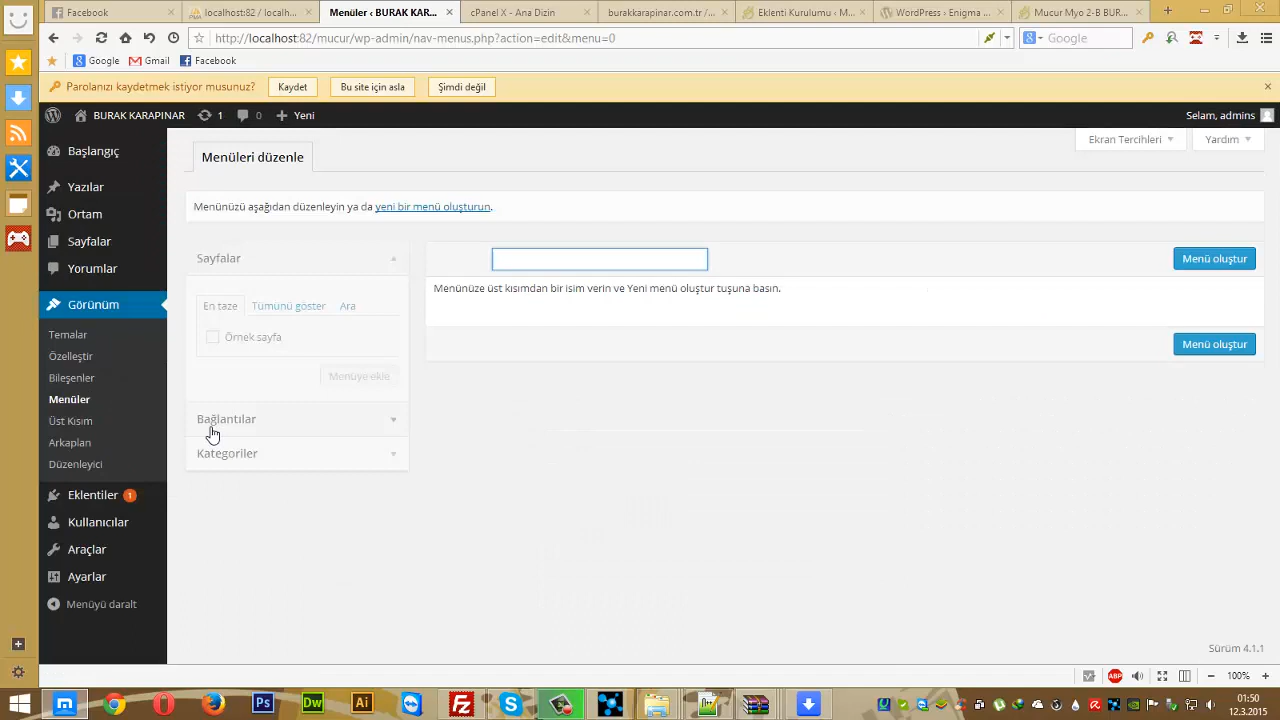 Facebook
localhost:82 / localh...
Menüler ‹ BURAK KAR...
cPanel X - Ana Dizin
burakkarapinar.com.tr /...
Eklenti Kurulumu ‹ M...
WordPress › Enigma ...
Mucur Myo 2-B BUR...
http://localhost:82/mucur/wp-admin/nav-menus.php?action=edit&menu=0
Google
Google
Gmail
Facebook
Parolanızı kaydetmek istiyor musunuz?
Kaydet
Bu site için asla
Şimdi değil
BURAK KARAPINAR
1
0
Yeni
Selam, admins
Başlangıç
Yazılar
Ortam
Sayfalar
Yorumlar
Görünüm
Temalar
Özelleştir
Bileşenler
Menüler
Üst Kısım
Arkaplan
Düzenleyici
Eklentiler 1
Kullanıcılar
Araçlar
Ayarlar
Menüyü daralt
Ekran Tercihleri
Yardım
Menüleri düzenle
Menünüzü aşağıdan düzenleyin ya da yeni bir menü oluşturun.
Sayfalar
En taze
Tümünü göster
Ara
Örnek sayfa
Menüye ekle
Bağlantılar
Kategoriler
Menü oluştur
Menünüze üst kısımdan bir isim verin ve Yeni menü oluştur tuşuna basın.
Menü oluştur
Sürüm 4.1.1
ABP
100%
Ps
Dw
Ai
Fz
01:50
12.3.2015